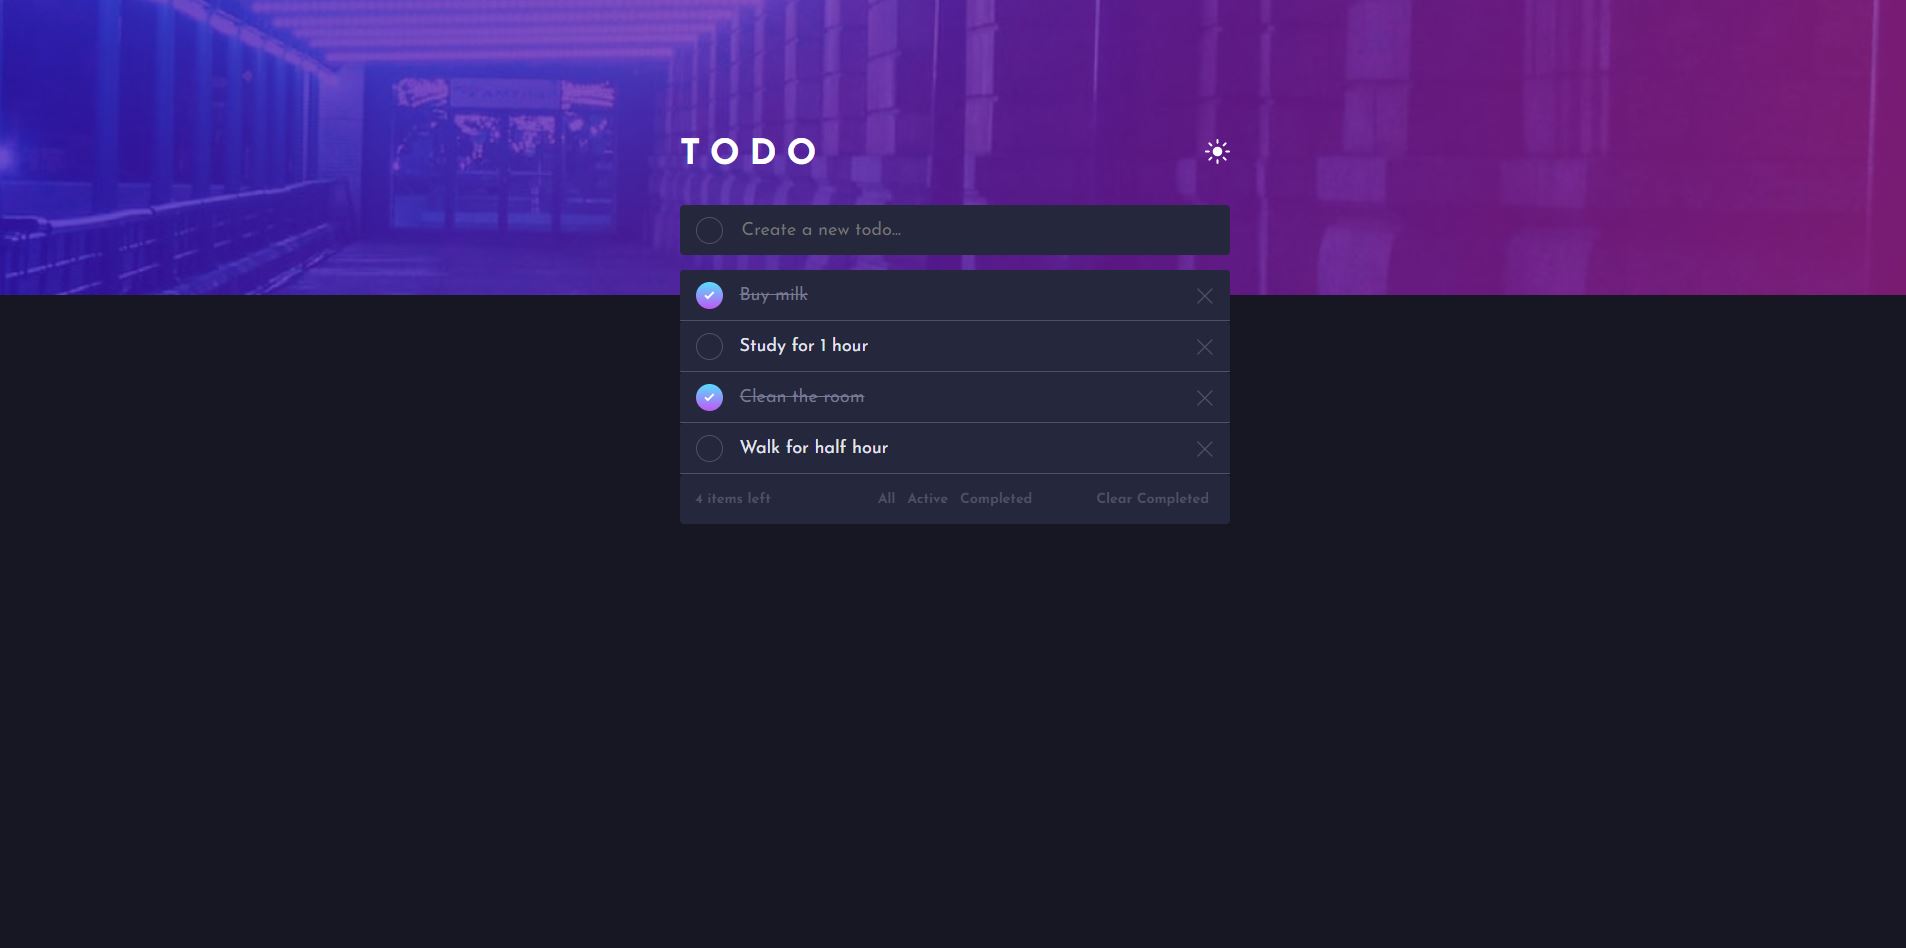 TODO
Create a new todo...
Buy milk
Study for 1 hour
Clean the room
Walk for half hour
4 items left All Active Completed Clear Completed